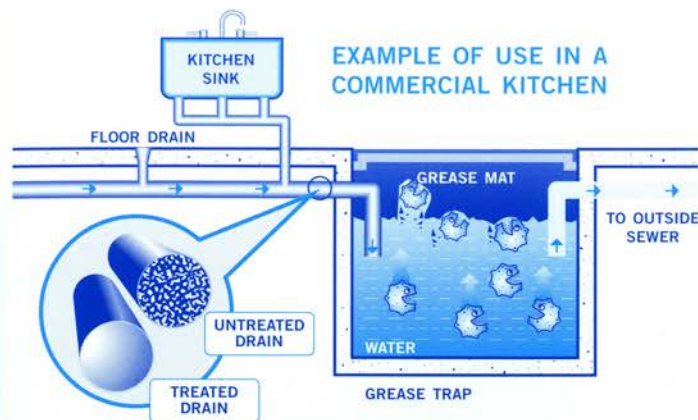 EXAMPLE OF USE IN A
COMMERCIAL KITCHEN
KITCHEN
SINK
FLOOR DRAIN
GREASE MAT
TO OUTSIDE
SEWER
UNTREATED
DRAIN
WATER
TREATED
DRAIN
GREASE TRAP